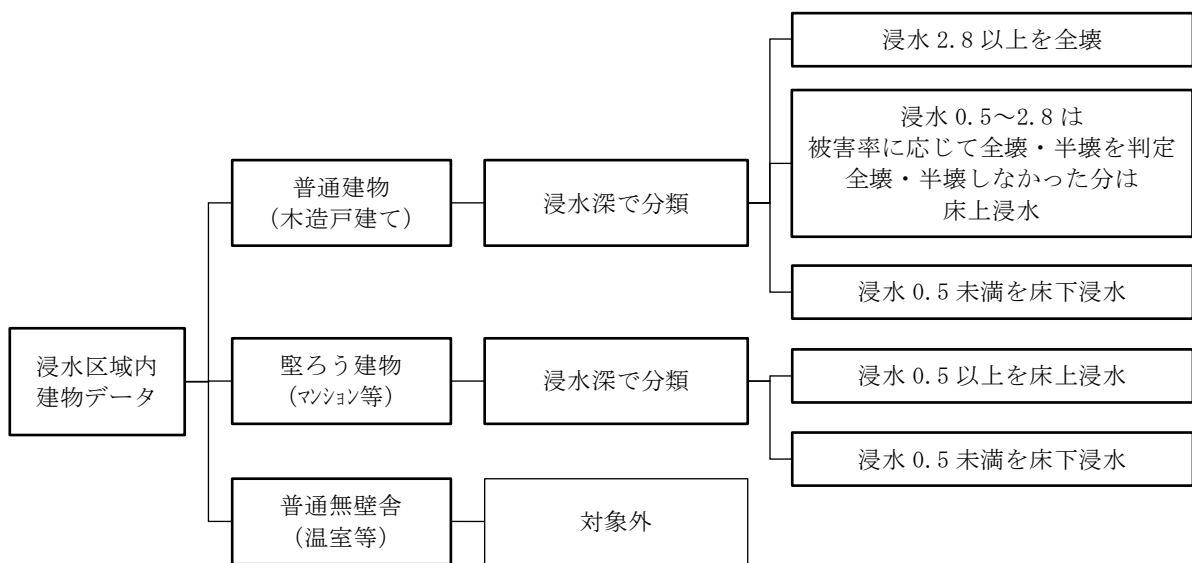 浸水区域内
建物データ
普通建物
(木造戸建て)
浸水深で分類
浸水 2.8 以上を全壊
浸水 0.5～2.8 は
被害率に応じて全壊・半壊を判定
全壊・半壊しなかった分は
床上浸水
浸水 0.5 未満を床下浸水
堅ろう建物
(ﾏﾝｼｮﾝ等)
浸水深で分類
浸水 0.5 以上を床上浸水
浸水 0.5 未満を床下浸水
普通無壁舎
(温室等)
対象外